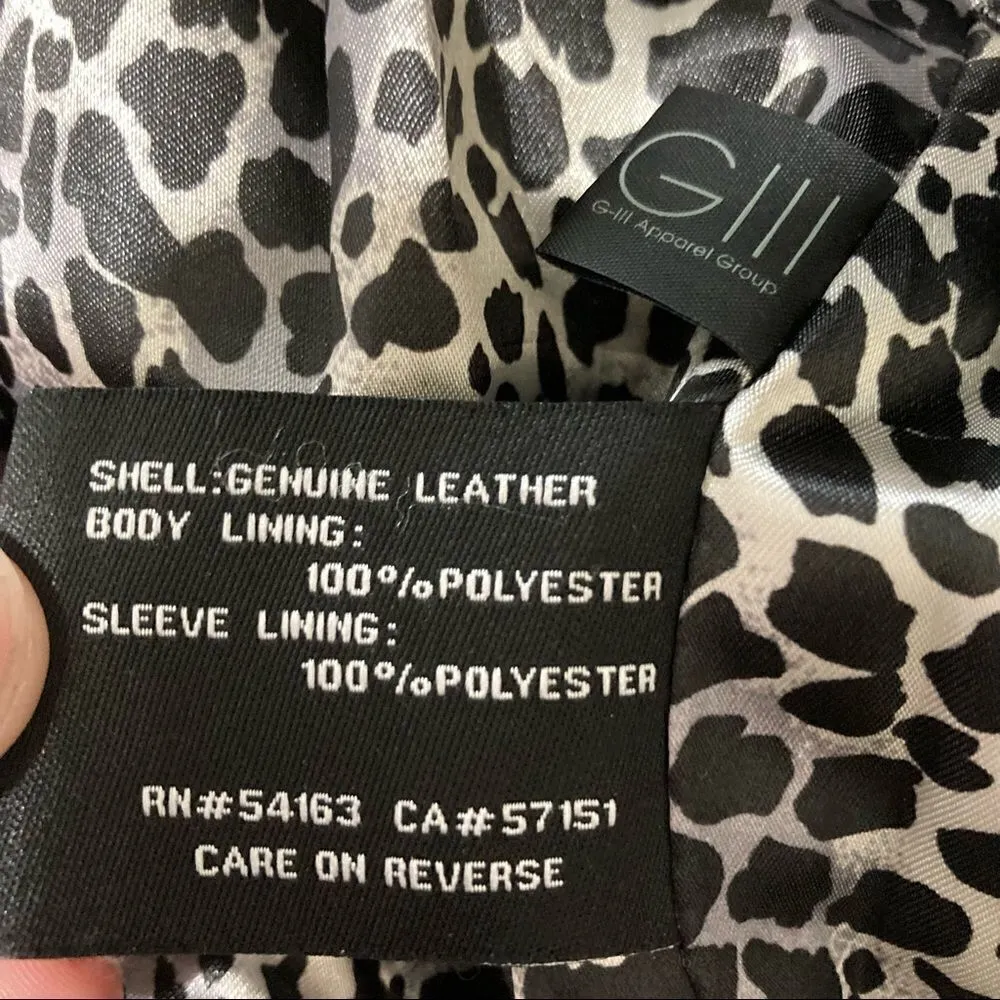 GIII
G-III Apparel Group
SHELL:GENUINE LEATHER
BODY LINING:
100%POLYESTER
SLEEVE LINING:
100%POLYESTER
RN#54163 CA#57151
CARE ON REVERSE